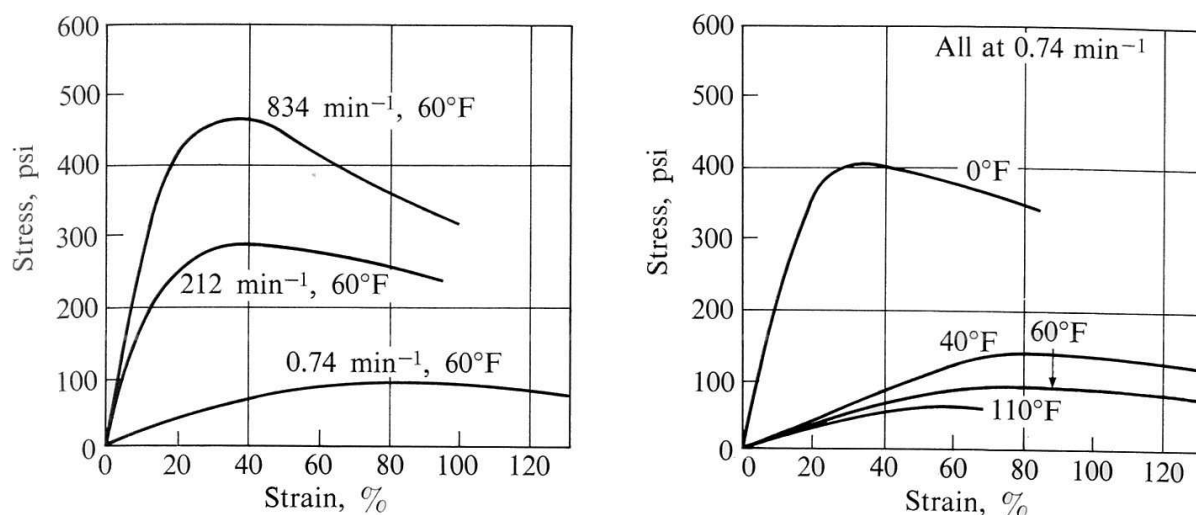 600
500
400
300
200
100
0
Stress, psi
834 min⁻¹, 60°F
212 min⁻¹, 60°F
0.74 min⁻¹, 60°F
0 20 40 60 80 100 120
Strain, %
600
500
400
300
200
100
0
Stress, psi
All at 0.74 min⁻¹
0°F
40°F
60°F
110°F
0 20 40 60 80 100 120
Strain, %